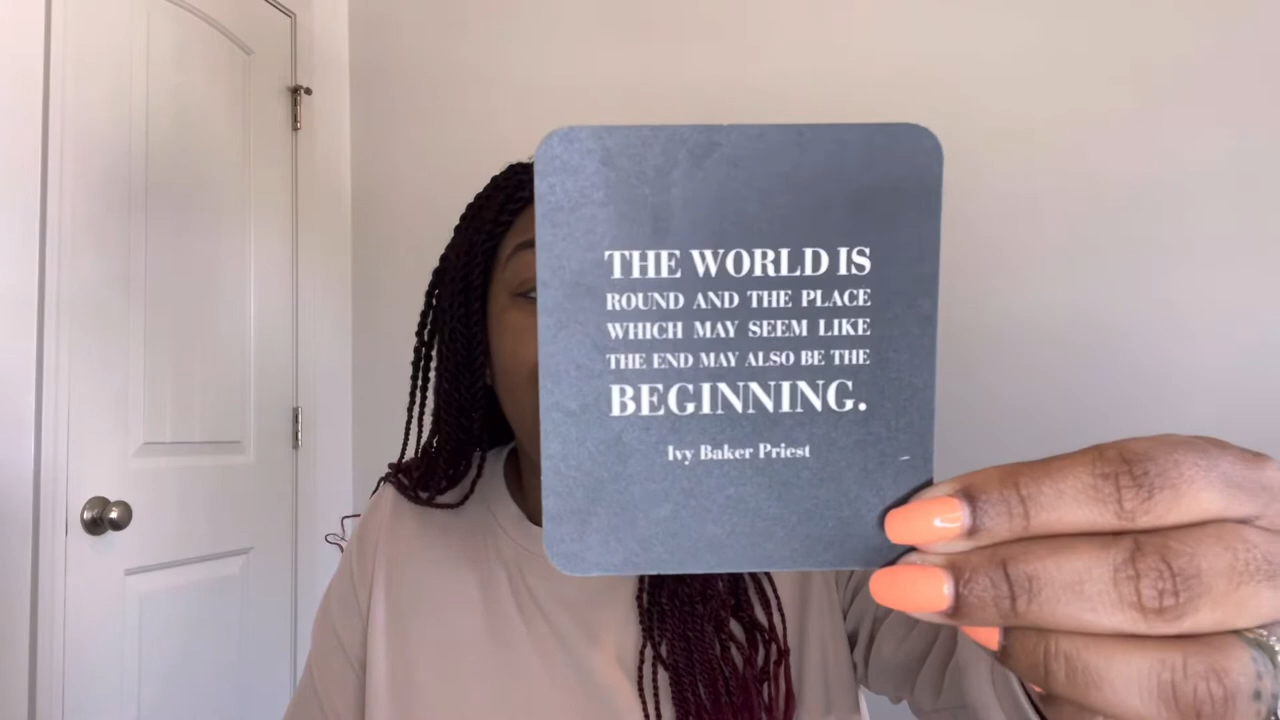 THE WORLD IS
ROUND AND THE PLACE
WHICH MAY SEEM LIKE
THE END MAY ALSO BE THE
BEGINNING.
Ivy Baker Priest